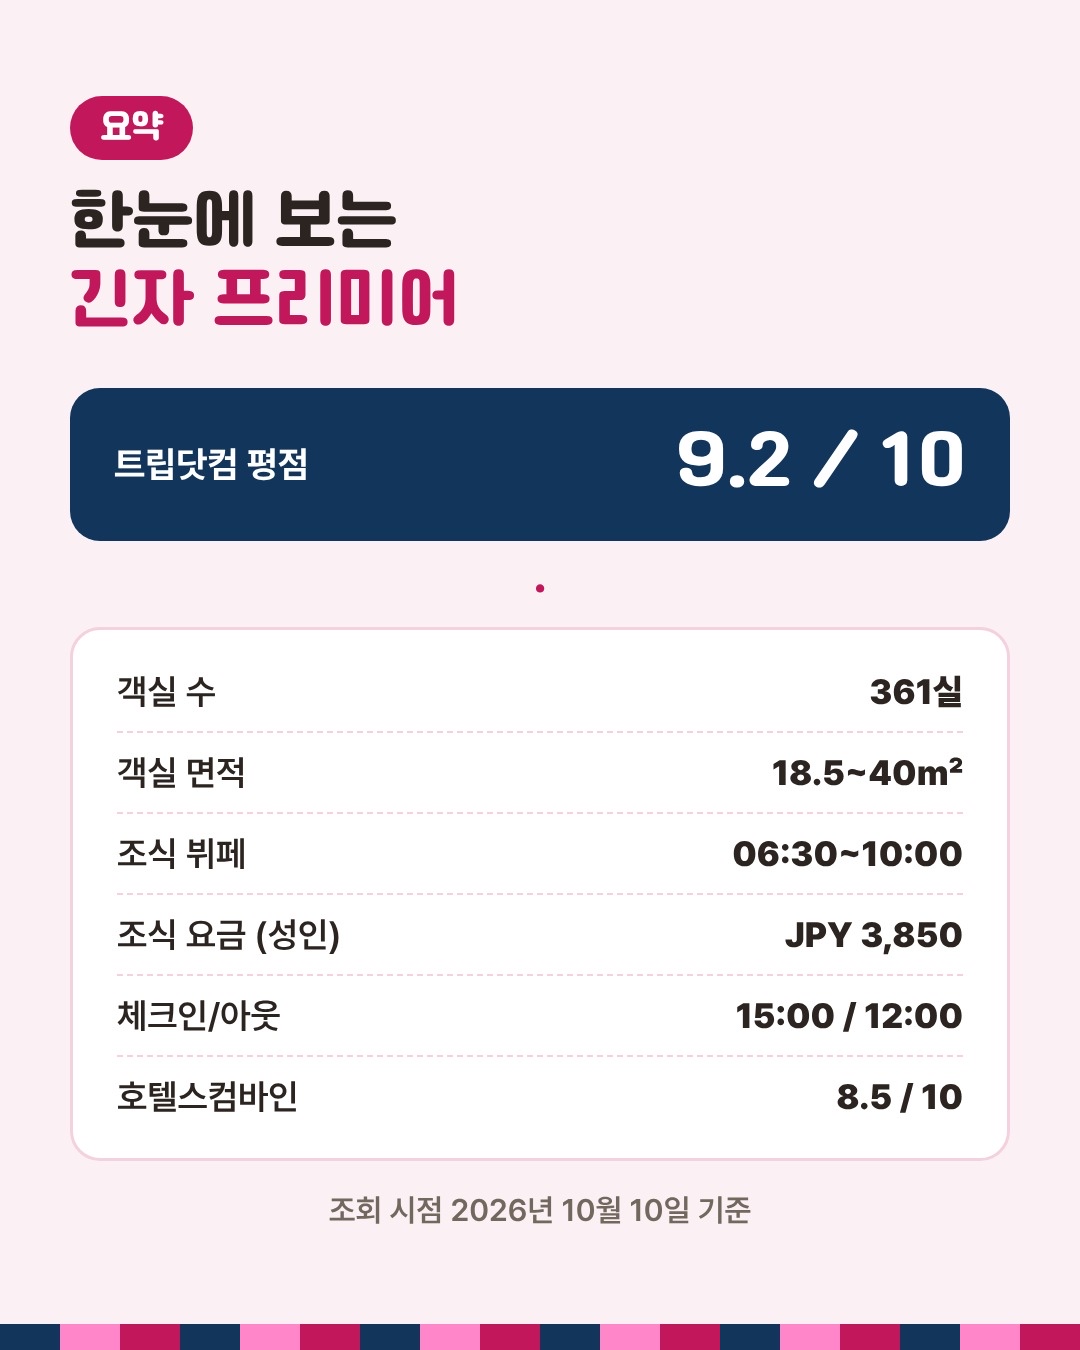 요약
한눈에 보는
긴자 프리미어
트립닷컴 평점 9.2 / 10
객실 수 361실
객실 면적 18.5~40m²
조식 뷔페 06:30~10:00
조식 요금 (성인) JPY 3,850
체크인/아웃 15:00 / 12:00
호텔스컴바인 8.5 / 10
조회 시점 2026년 10월 10일 기준